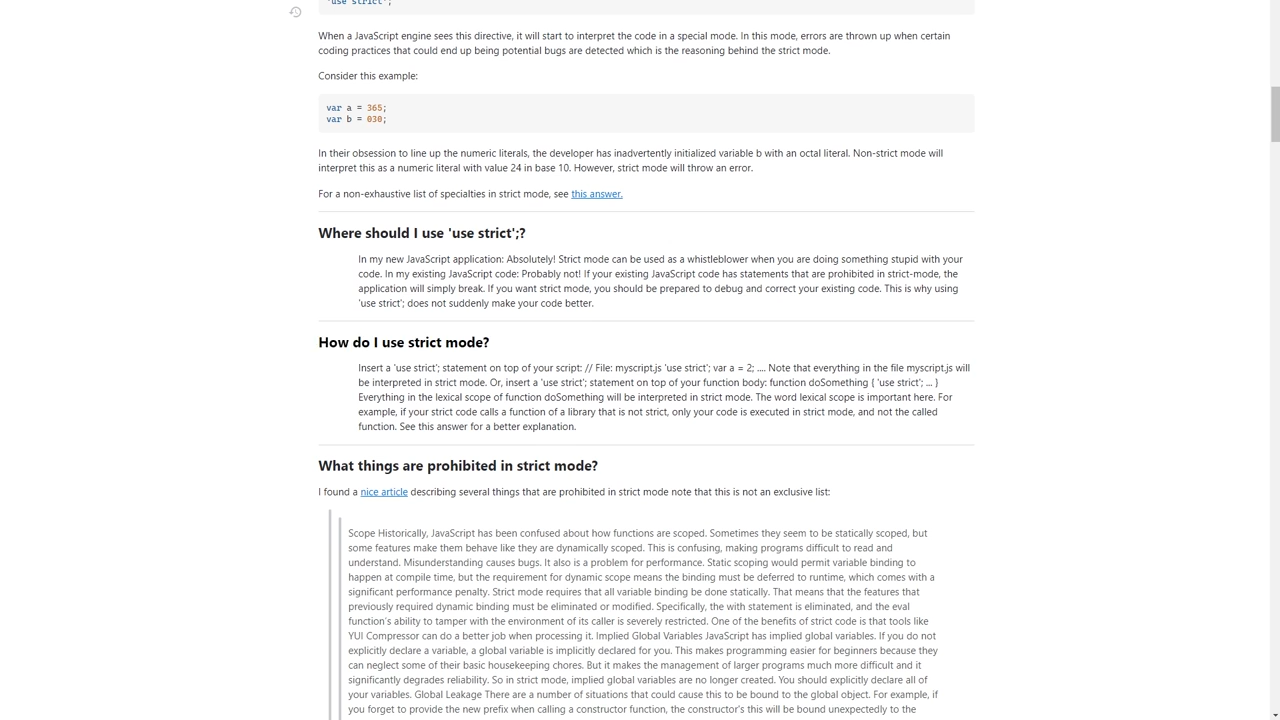 'use strict';
When a JavaScript engine sees this directive, it will start to interpret the code in a special mode. In this mode, errors are thrown up when certain
coding practices that could end up being potential bugs are detected which is the reasoning behind the strict mode.
Consider this example:
var a = 365;
var b = 030;
In their obsession to line up the numeric literals, the developer has inadvertently initialized variable b with an octal literal. Non-strict mode will
interpret this as a numeric literal with value 24 in base 10. However, strict mode will throw an error.
For a non-exhaustive list of specialties in strict mode, see this answer.
Where should I use 'use strict';?
In my new JavaScript application: Absolutely! Strict mode can be used as a whistleblower when you are doing something stupid with your
code. In my existing JavaScript code: Probably not! If your existing JavaScript code has statements that are prohibited in strict-mode, the
application will simply break. If you want strict mode, you should be prepared to debug and correct your existing code. This is why using
'use strict'; does not suddenly make your code better.
How do I use strict mode?
Insert a 'use strict'; statement on top of your script: // File: myscript.js 'use strict'; var a = 2; .... Note that everything in the file myscript.js will
be interpreted in strict mode. Or, insert a 'use strict'; statement on top of your function body: function doSomething { 'use strict'; ... }
Everything in the lexical scope of function doSomething will be interpreted in strict mode. The word lexical scope is important here. For
example, if your strict code calls a function of a library that is not strict, only your code is executed in strict mode, and not the called
function. See this answer for a better explanation.
What things are prohibited in strict mode?
I found a nice article describing several things that are prohibited in strict mode note that this is not an exclusive list:
Scope Historically, JavaScript has been confused about how functions are scoped. Sometimes they seem to be statically scoped, but
some features make them behave like they are dynamically scoped. This is confusing, making programs difficult to read and
understand. Misunderstanding causes bugs. It also is a problem for performance. Static scoping would permit variable binding to
happen at compile time, but the requirement for dynamic scope means the binding must be deferred to runtime, which comes with a
significant performance penalty. Strict mode requires that all variable binding be done statically. That means that the features that
previously required dynamic binding must be eliminated or modified. Specifically, the with statement is eliminated, and the eval
function's ability to tamper with the environment of its caller is severely restricted. One of the benefits of strict code is that tools like
YUI Compressor can do a better job when processing it. Implied Global Variables JavaScript has implied global variables. If you do not
explicitly declare a variable, a global variable is implicitly declared for you. This makes programming easier for beginners because they
can neglect some of their basic housekeeping chores. But it makes the management of larger programs much more difficult and it
significantly degrades reliability. So in strict mode, implied global variables are no longer created. You should explicitly declare all of
your variables. Global Leakage There are a number of situations that could cause this to be bound to the global object. For example, if
you forget to provide the new prefix when calling a constructor function, the constructor's this will be bound unexpectedly to the